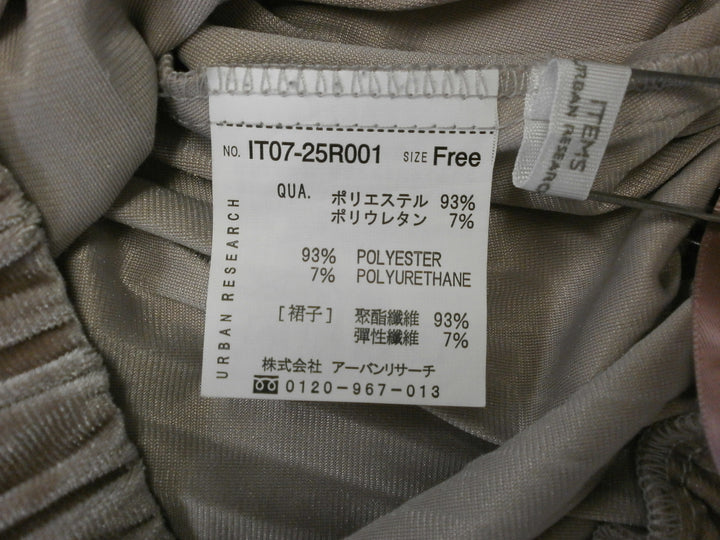 NO. IT07-25R001 SIZE Free
QUA. ポリエステル 93%
ポリウレタン 7%
93% POLYESTER
7% POLYURETHANE
[裙子] 聚酯纖維 93%
彈性纖維 7%
株式会社 アーバンリサーチ
0120-967-013
URBAN RESEARCH
ITEMS
URBAN RESEARCH